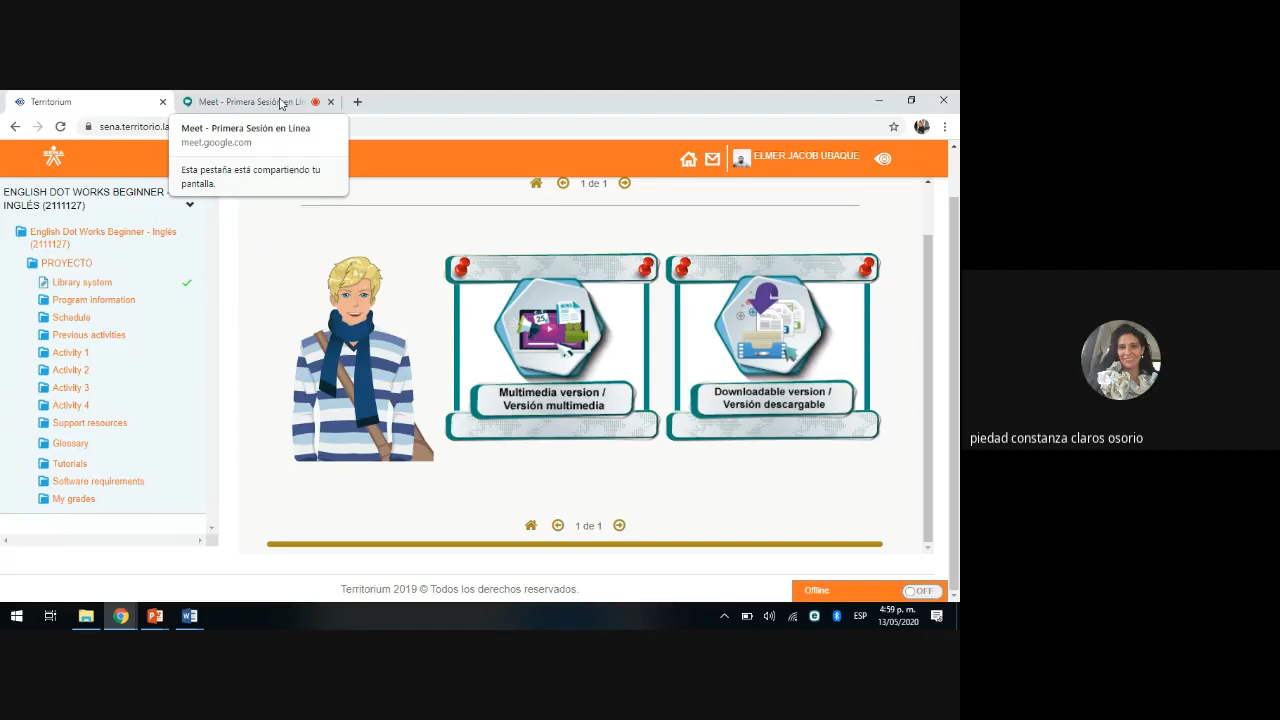 Territorium
Meet - Primera Sesión en Lín
sena.territorio.la
Meet - Primera Sesión en Línea
meet.google.com
Esta pestaña está compartiendo tu
pantalla.
SENA
ELMER JACOB UBAQUE
ENGLISH DOT WORKS BEGINNER -
INGLÉS (2111127)
English Dot Works Beginner - Inglés
(2111127)
PROYECTO
Library system
Program information
Schedule
Previous activities
Activity 1
Activity 2
Activity 3
Activity 4
Support resources
Glossary
Tutorials
Software requirements
My grades
1 de 1
NEWS
25
Multimedia version /
Versión multimedia
Downloadable version /
Versión descargable
1 de 1
Territorium 2019 © Todos los derechos reservados.
Offline
OFF
ESP
4:59 p. m.
13/05/2020
piedad constanza claros osorio